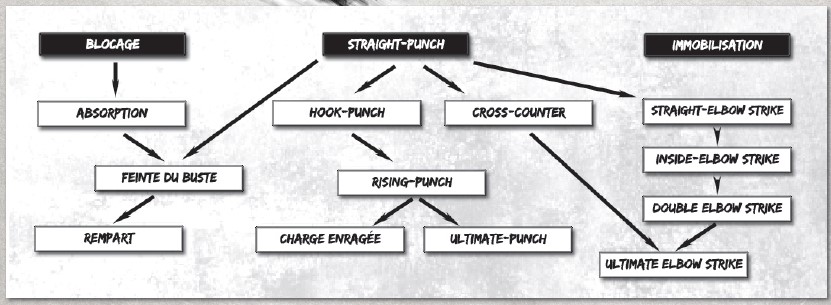 BLOCAGE
STRAIGHT-PUNCH
IMMOBILISATION
ABSORPTION
HOOK-PUNCH
CROSS-COUNTER
STRAIGHT-ELBOW STRIKE
INSIDE-ELBOW STRIKE
FEINTE DU BUSTE
RISING-PUNCH
DOUBLE ELBOW STRIKE
REMPART
CHARGE ENRAGÉE
ULTIMATE-PUNCH
ULTIMATE ELBOW STRIKE